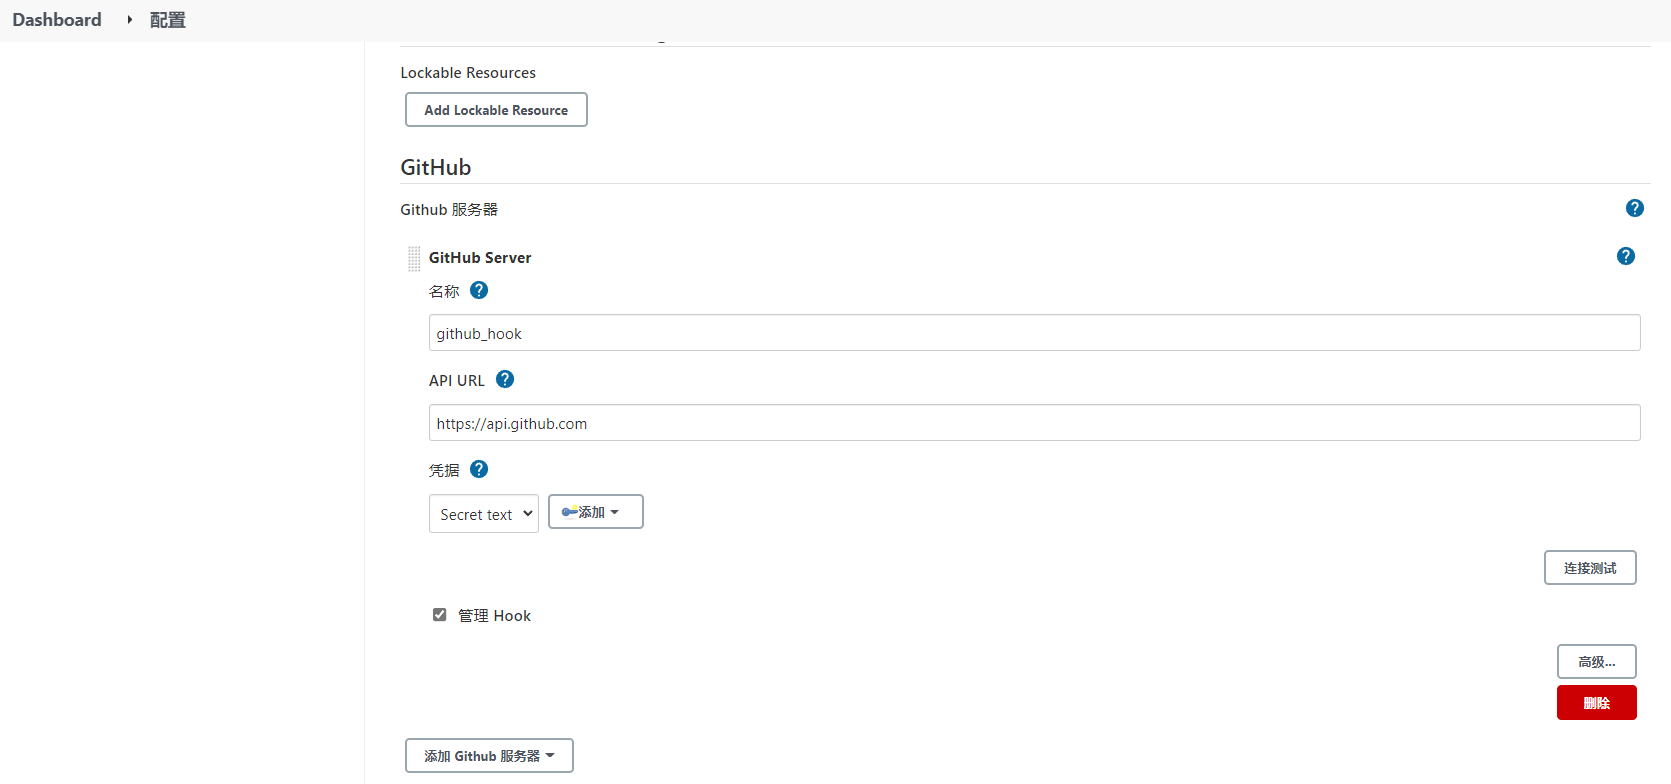 Dashboard
配置
Lockable Resources
Add Lockable Resource
GitHub
Github 服务器
GitHub Server
名称
github_hook
API URL
https://api.github.com
凭据
Secret text
添加
连接测试
管理 Hook
高级...
删除
添加 Github 服务器